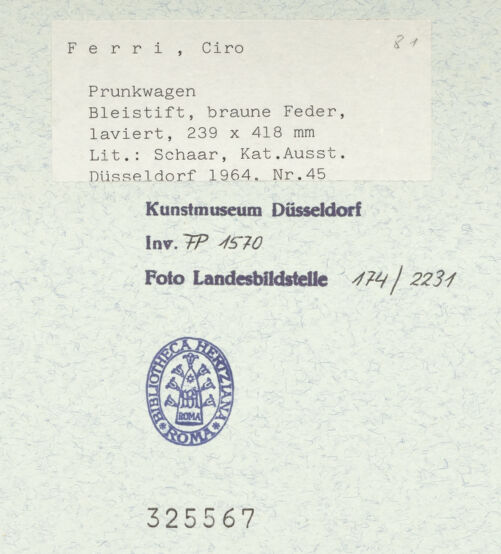 F e r r i , Ciro
81
Prunkwagen
Bleistift, braune Feder,
laviert, 239 x 418 mm
Lit.: Schaar, Kat.Ausst.
Düsseldorf 1964. Nr.45
Kunstmuseum Düsseldorf
Inv. FP 1570
Foto Landesbildstelle 174/2231
BIBLIOTHECA HERTZIANA
ROMA
ROMA
325567